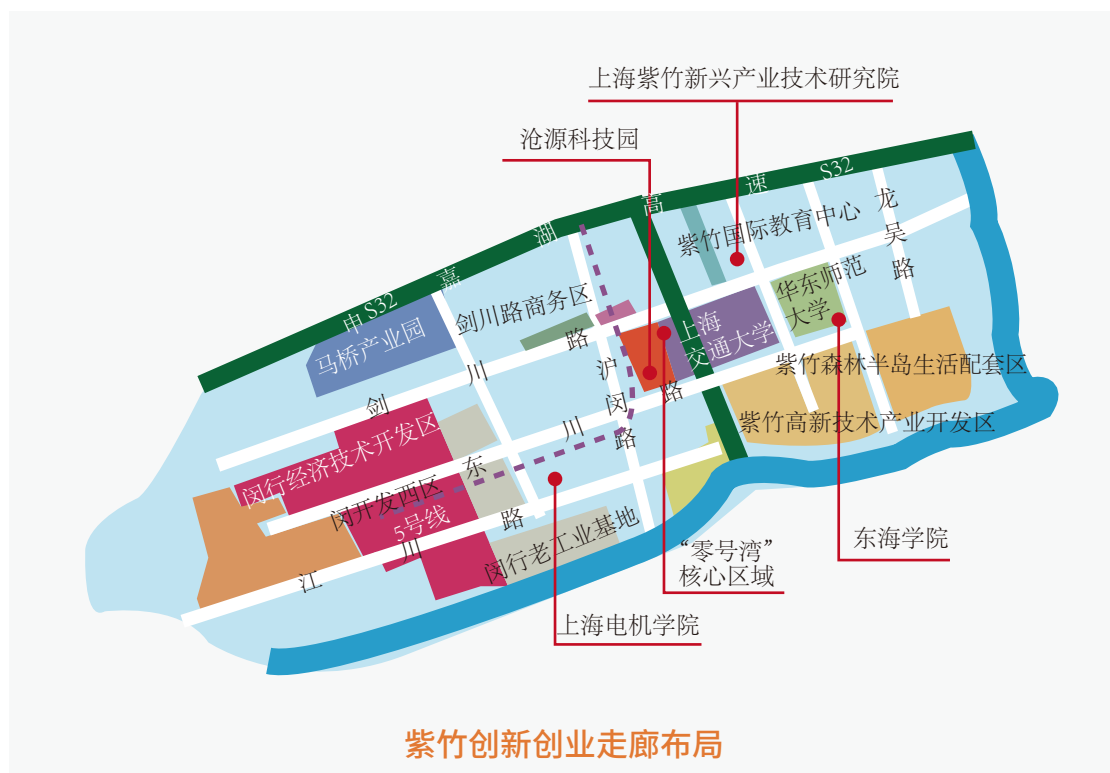 上海紫竹新兴产业技术研究院
沧源科技园
申 S32 嘉 湖 高 速 S32
紫竹国际教育中心
龙吴路
剑川路商务区
马桥产业园
华东师范
大学
上海
交通大学
剑川路
沪闵路
紫竹森林半岛生活配套区
紫竹高新技术产业开发区
闵行经济技术开发区
闵开发西区
东川路
5号线
江川路
闵行老工业基地
“零号湾”
核心区域
东海学院
上海电机学院
紫竹创新创业走廊布局